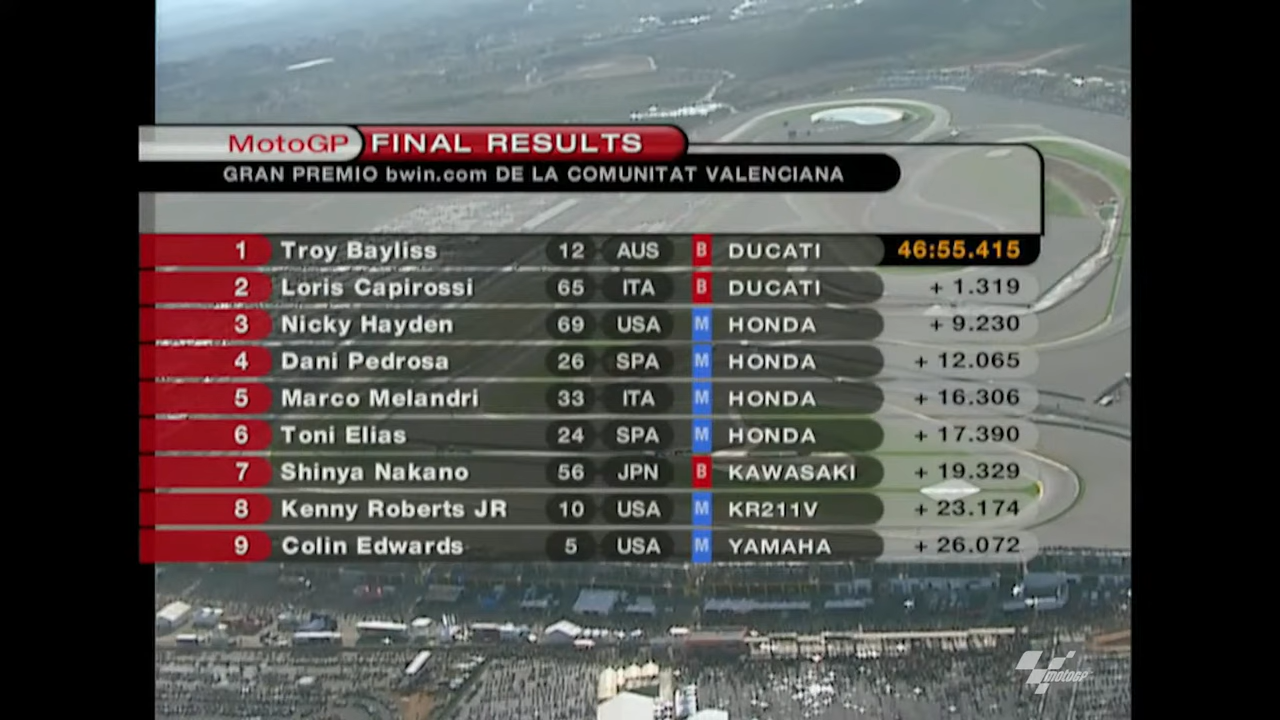 MotoGP FINAL RESULTS
GRAN PREMIO bwin.com DE LA COMUNITAT VALENCIANA
1 Troy Bayliss 12 AUS B DUCATI 46:55.415
2 Loris Capirossi 65 ITA B DUCATI + 1.319
3 Nicky Hayden 69 USA M HONDA + 9.230
4 Dani Pedrosa 26 SPA M HONDA + 12.065
5 Marco Melandri 33 ITA M HONDA + 16.306
6 Toni Elias 24 SPA M HONDA + 17.390
7 Shinya Nakano 56 JPN B KAWASAKI + 19.329
8 Kenny Roberts JR 10 USA M KR211V + 23.174
9 Colin Edwards 5 USA M YAMAHA + 26.072
motoGP